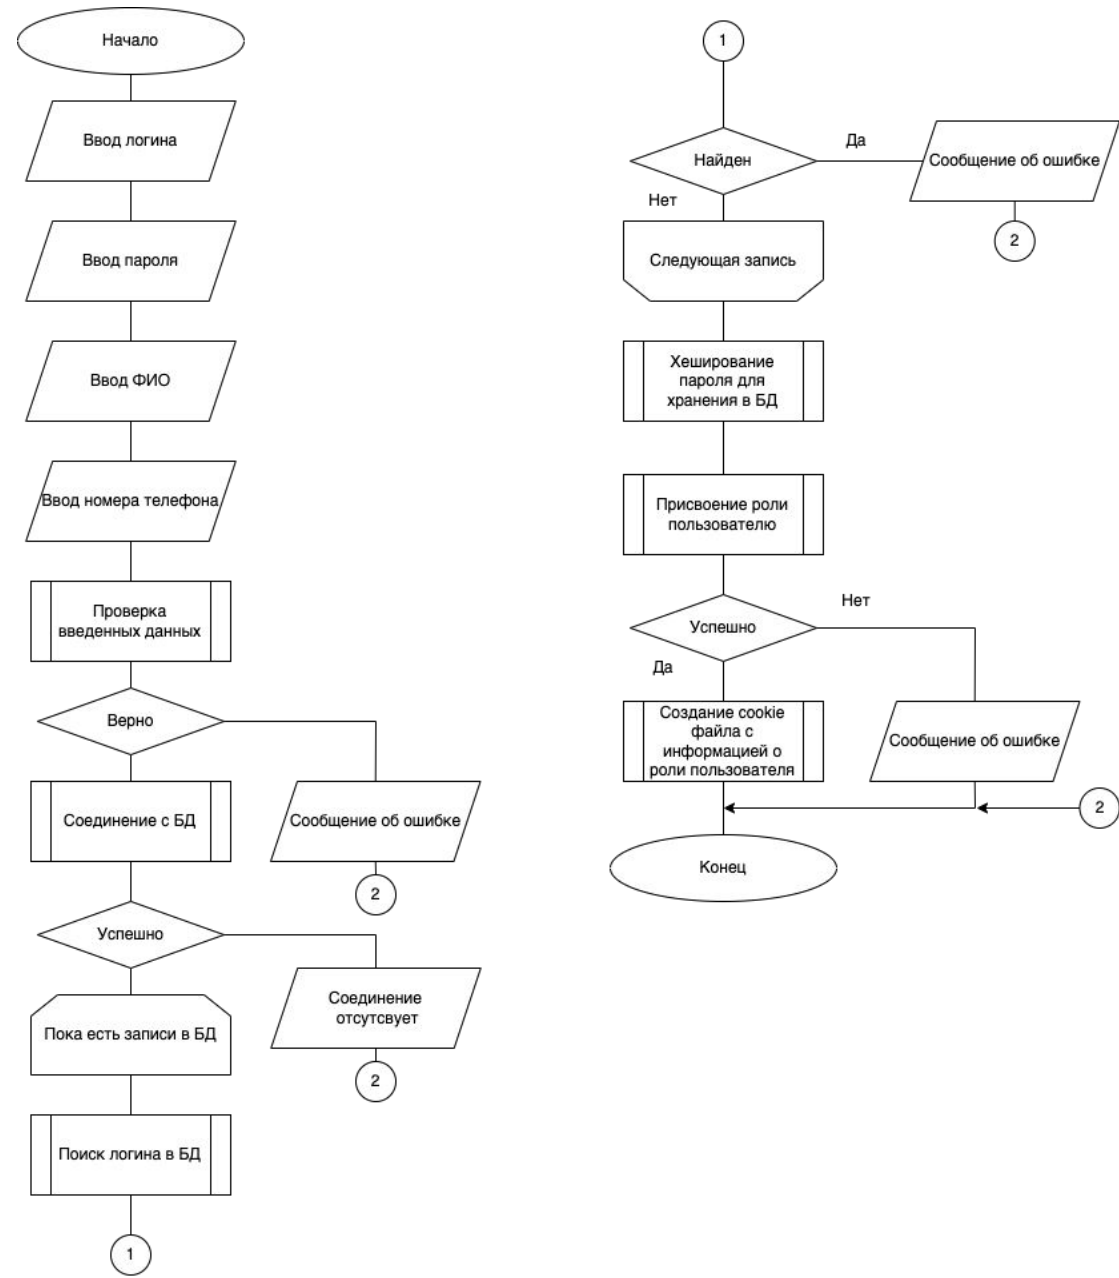 Начало
Ввод логина
Ввод пароля
Ввод ФИО
Ввод номера телефона
Проверка
введенных данных
Верно
Соединение с БД
Сообщение об ошибке
2
Успешно
Соединение
отсутсвует
2
Пока есть записи в БД
Поиск логина в БД
1
1
Найден
Да
Сообщение об ошибке
2
Нет
Следующая запись
Хеширование
пароля для
хранения в БД
Присвоение роли
пользователю
Успешно
Нет
Да
Создание cookie
файла с
информацией о
роли пользователя
Сообщение об ошибке
2
Конец